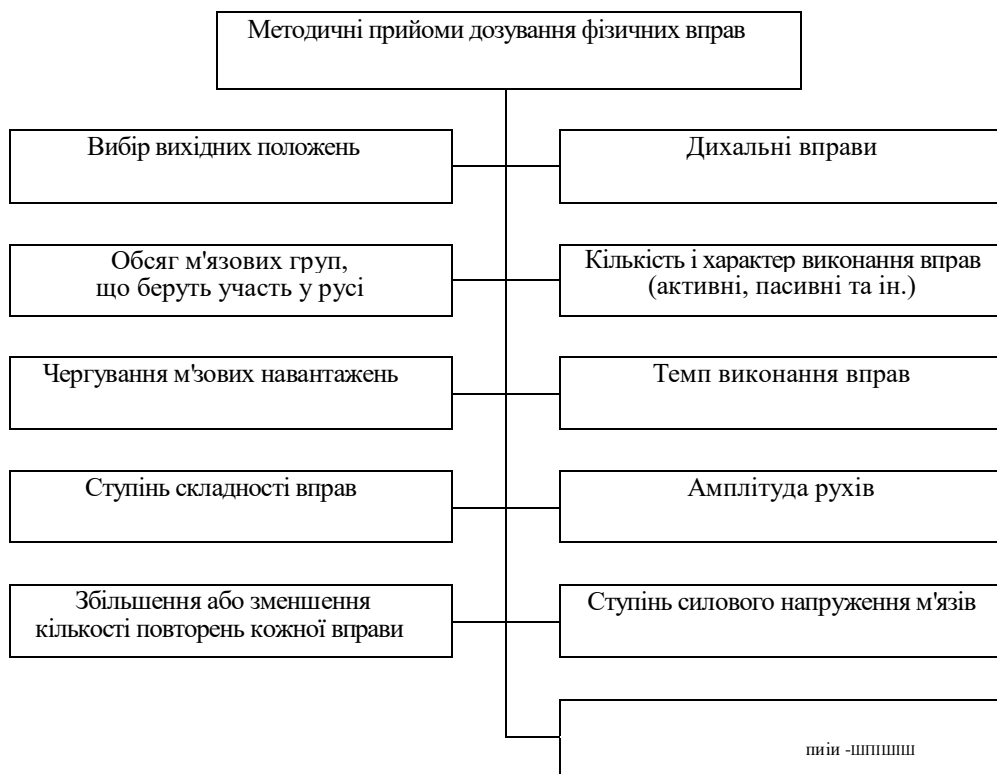 Методичні прийоми дозування фізичних вправ
Вибір вихідних положень
Дихальні вправи
Обсяг м'язових груп,
що беруть участь у русі
Кількість і характер виконання вправ
(активні, пасивні та ін.)
Чергування м'зових навантажень
Темп виконання вправ
Ступінь складності вправ
Амплітуда рухів
Збільшення або зменшення
кількості повторень кожної вправи
Ступінь силового напруження м'язів